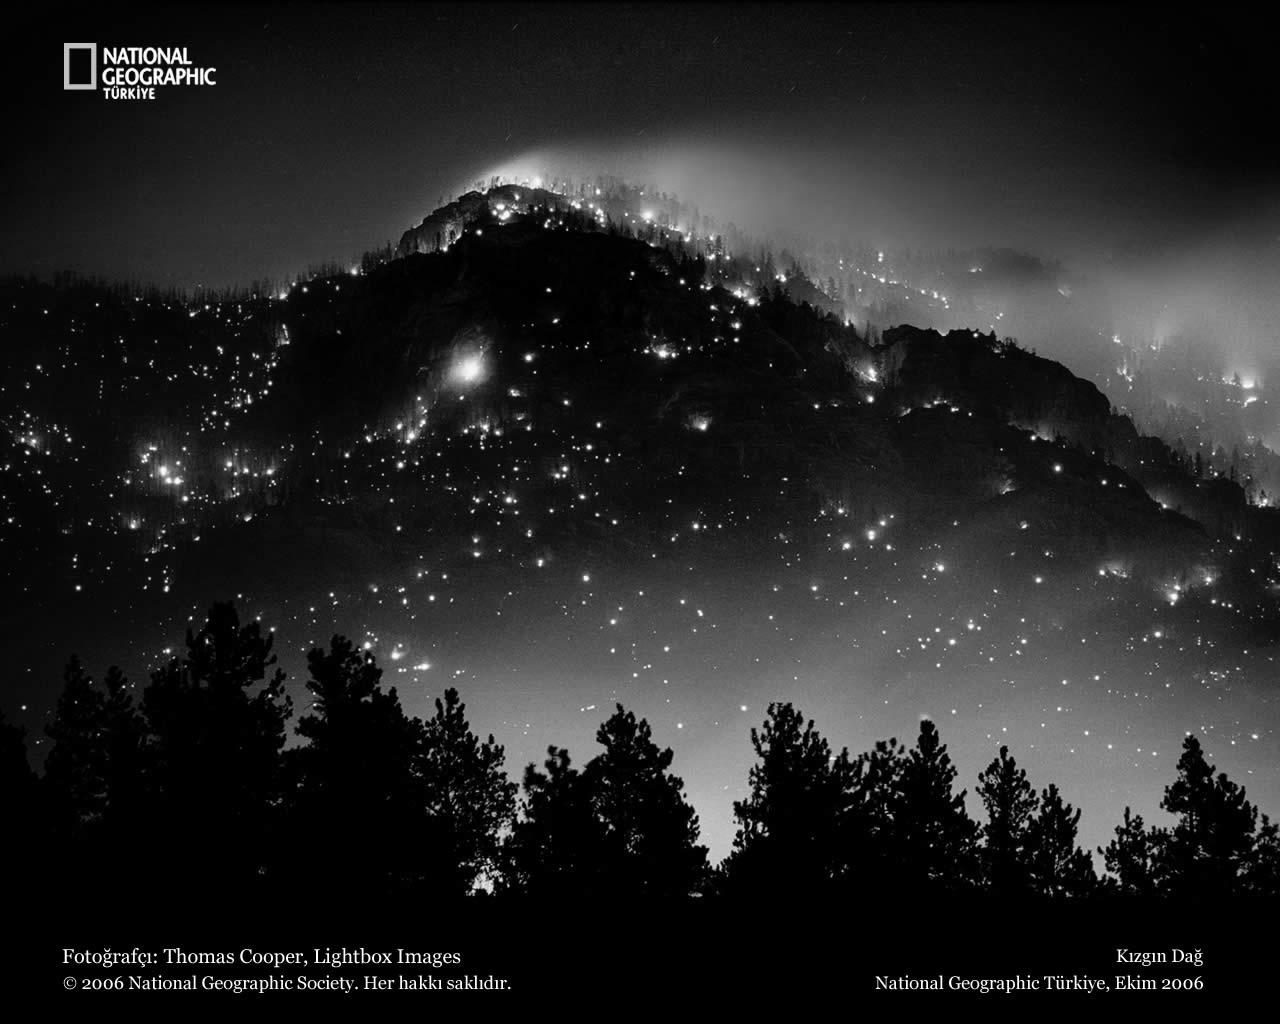 NATIONAL
GEOGRAPHIC
TÜRKİYE
Fotoğrafçı: Thomas Cooper, Lightbox Images
© 2006 National Geographic Society. Her hakkı saklıdır.
Kızgın Dağ
National Geographic Türkiye, Ekim 2006